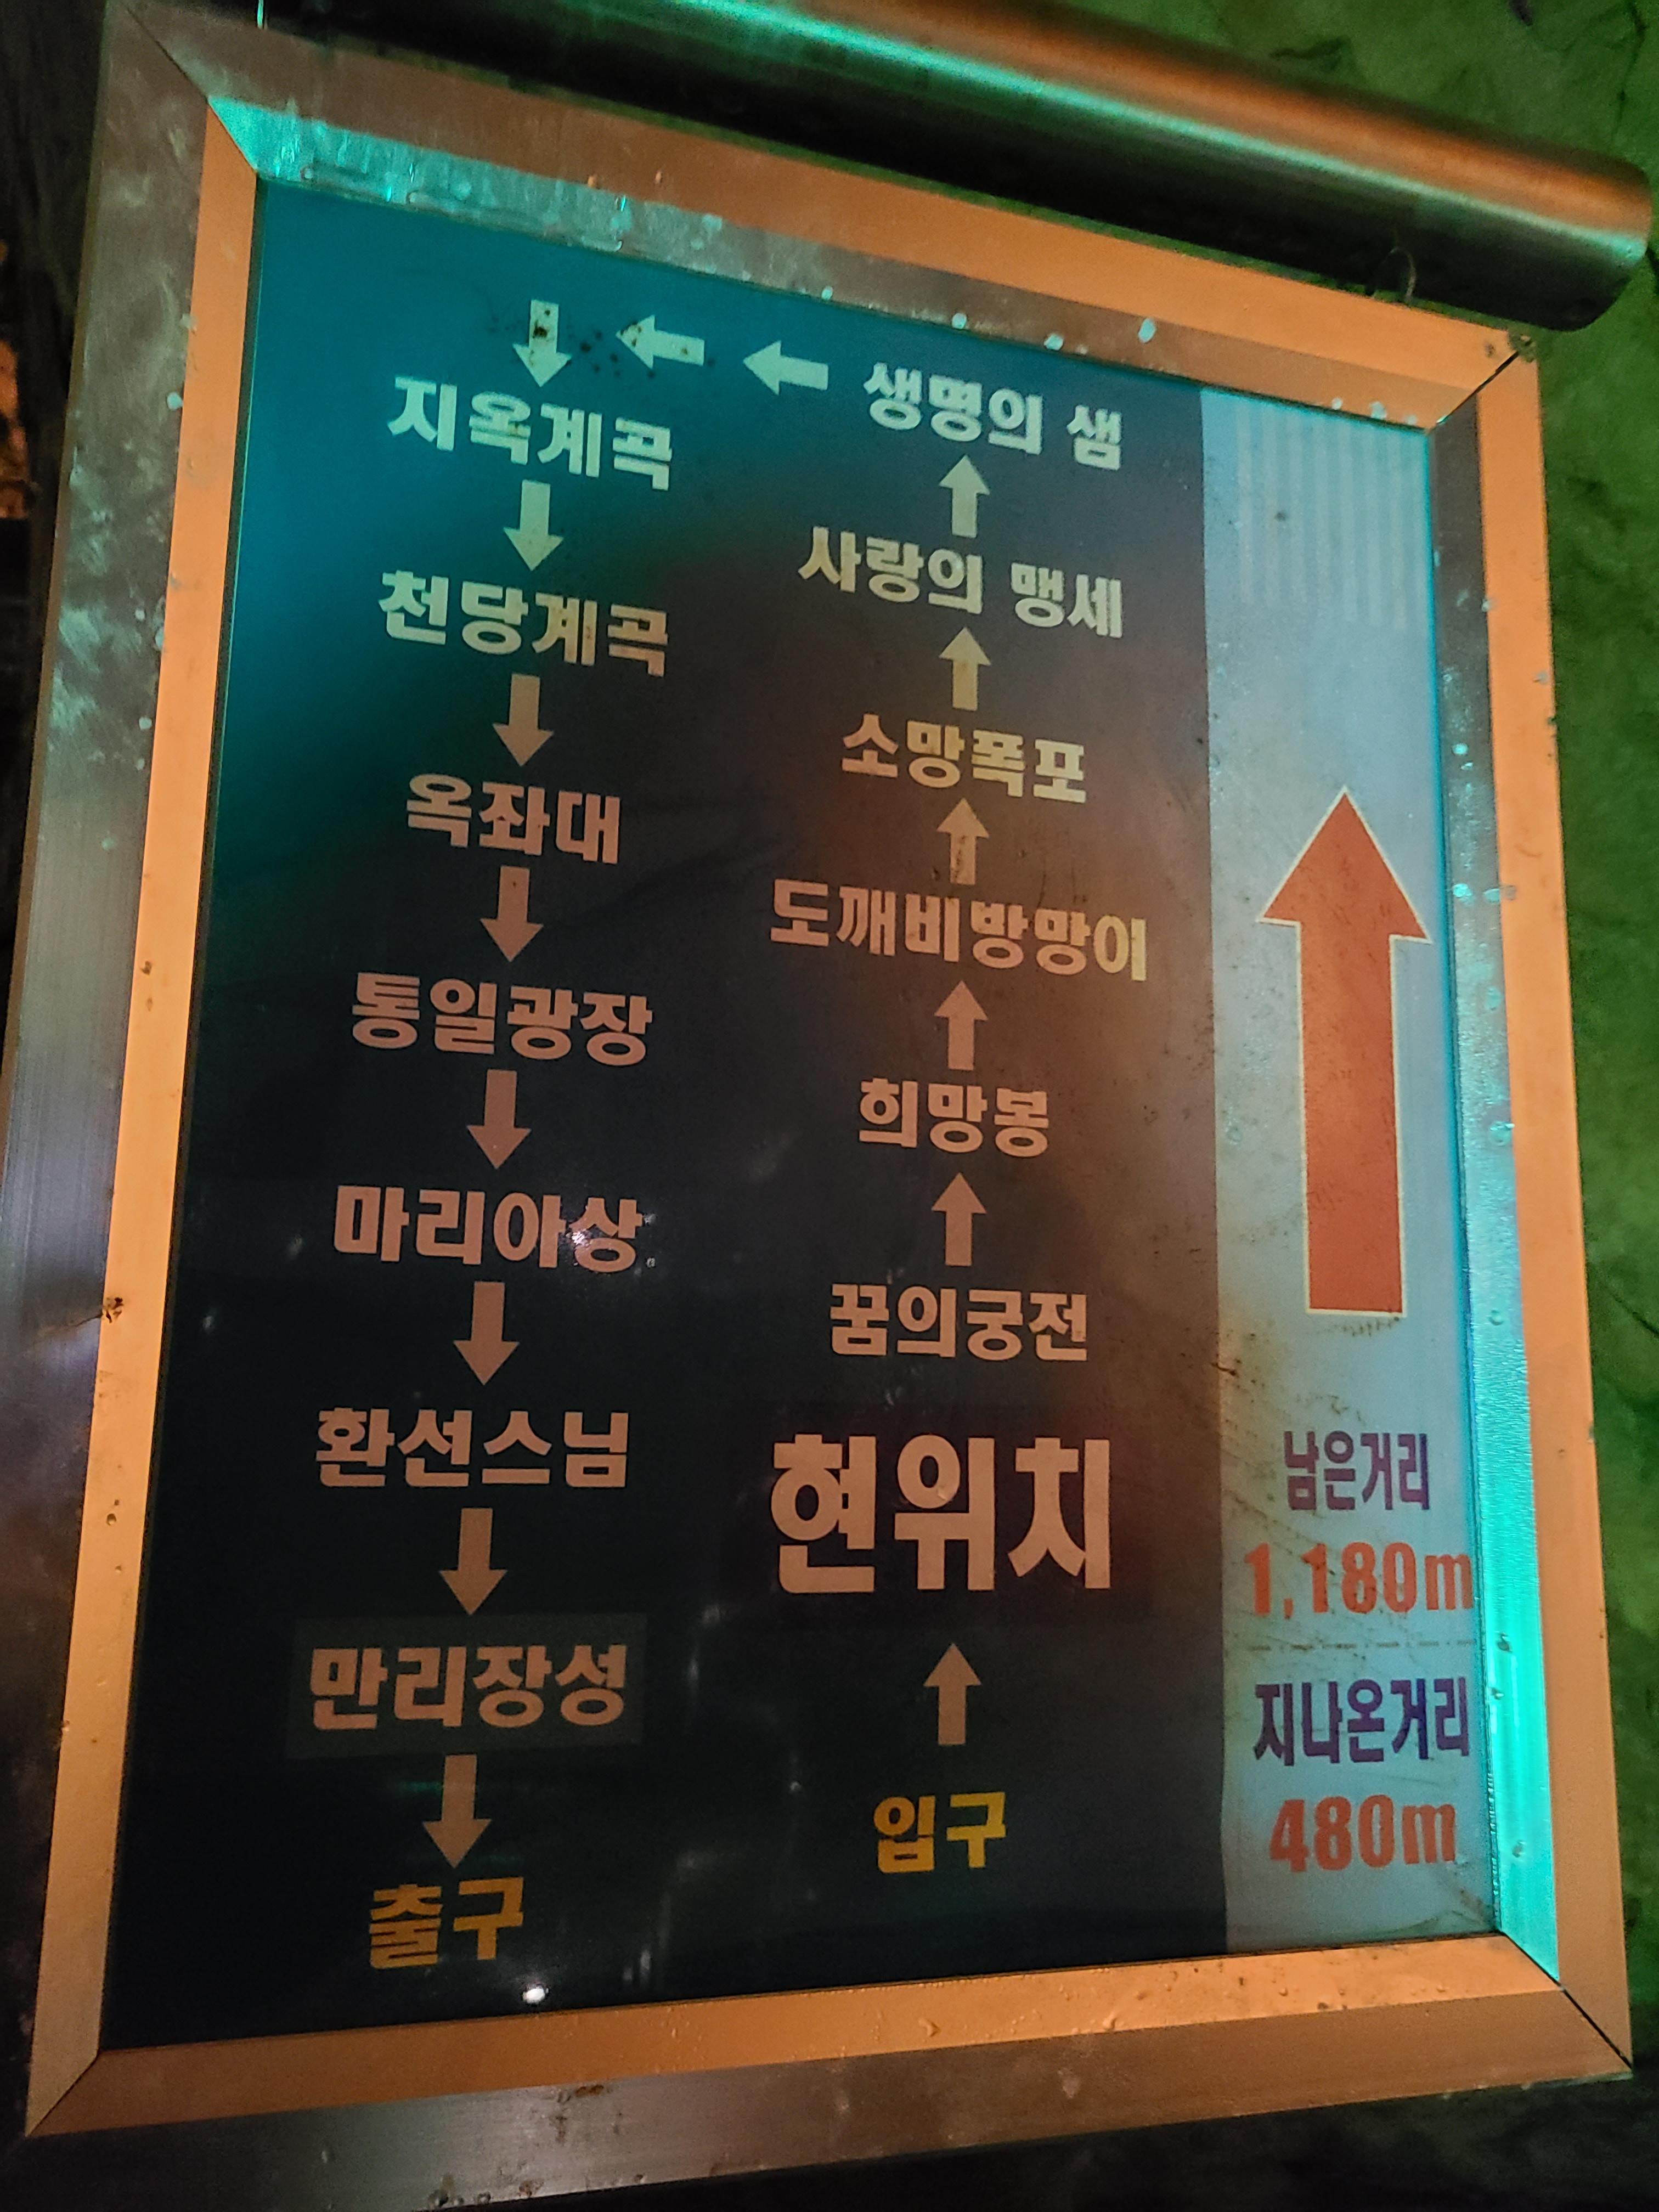 생명의 샘
사랑의 맹세
소망폭포
도깨비방망이
희망봉
꿈의궁전
현위치
입구
지옥계곡
천당계곡
옥좌대
통일광장
마리아상
환선스님
만리장성
출구
남은거리
1,180m
지나온거리
480m